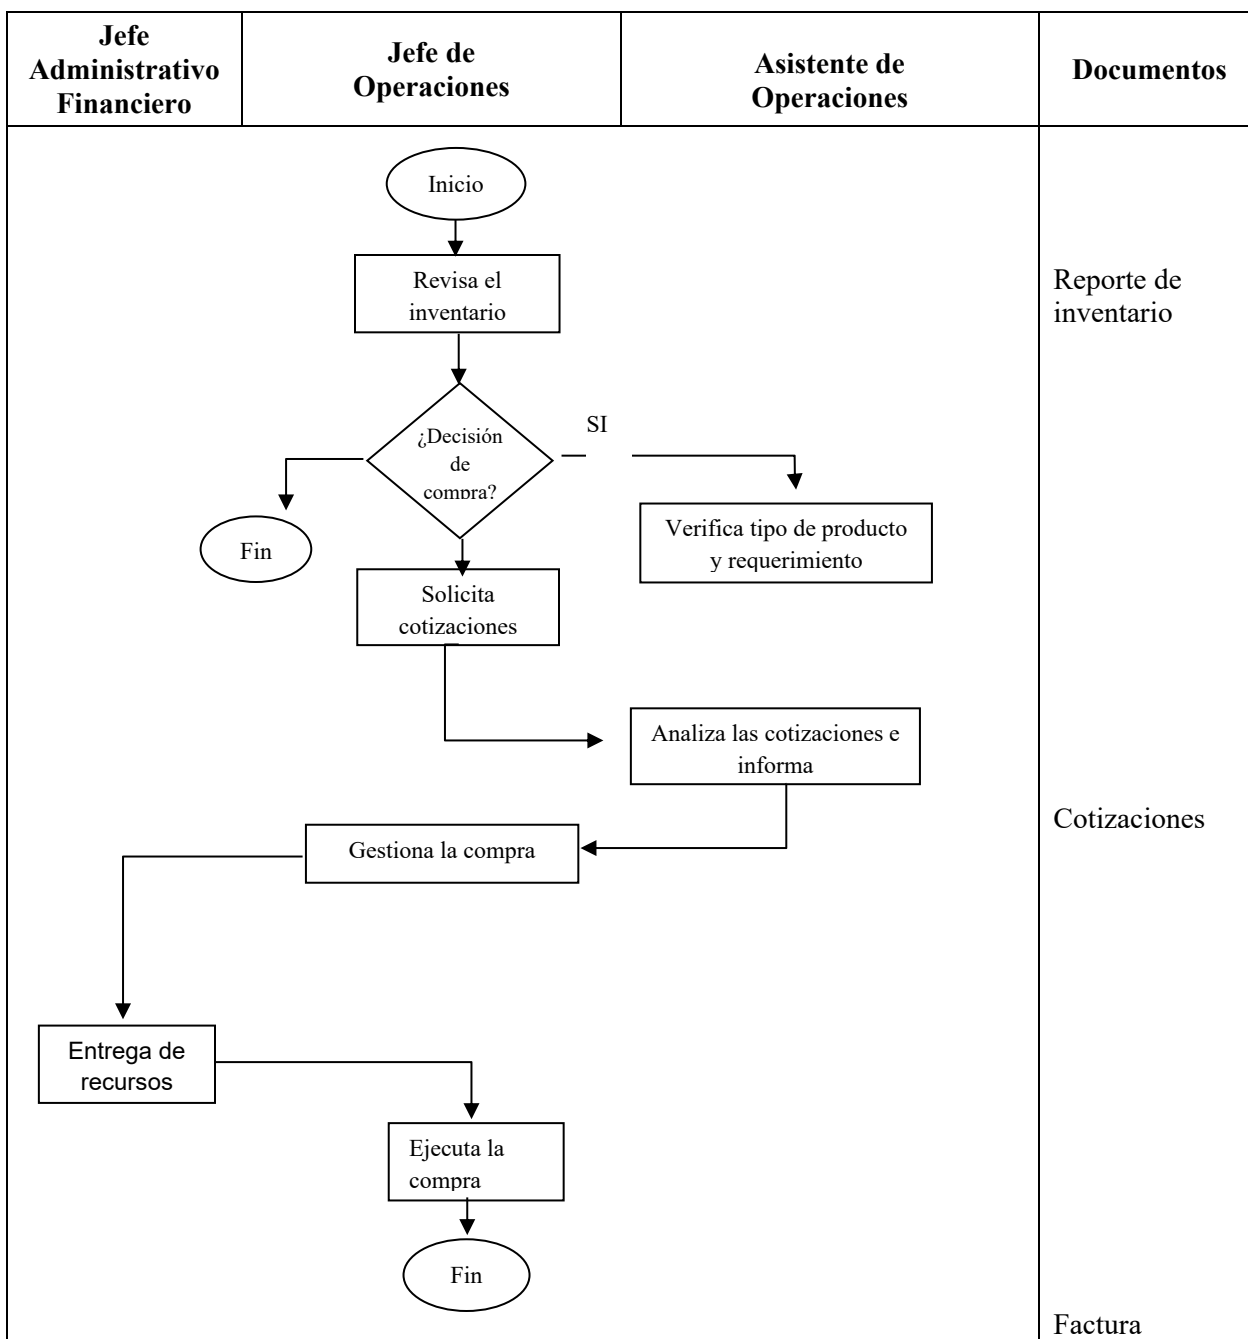 Jefe
Administrativo
Financiero
Jefe de
Operaciones
Asistente de
Operaciones
Documentos
Inicio
Revisa el
inventario
Reporte de
inventario
¿Decisión
de
compra?
SI
Fin
Verifica tipo de producto
y requerimiento
Solicita
cotizaciones
Analiza las cotizaciones e
informa
Cotizaciones
Gestiona la compra
Entrega de
recursos
Ejecuta la
compra
Fin
Factura